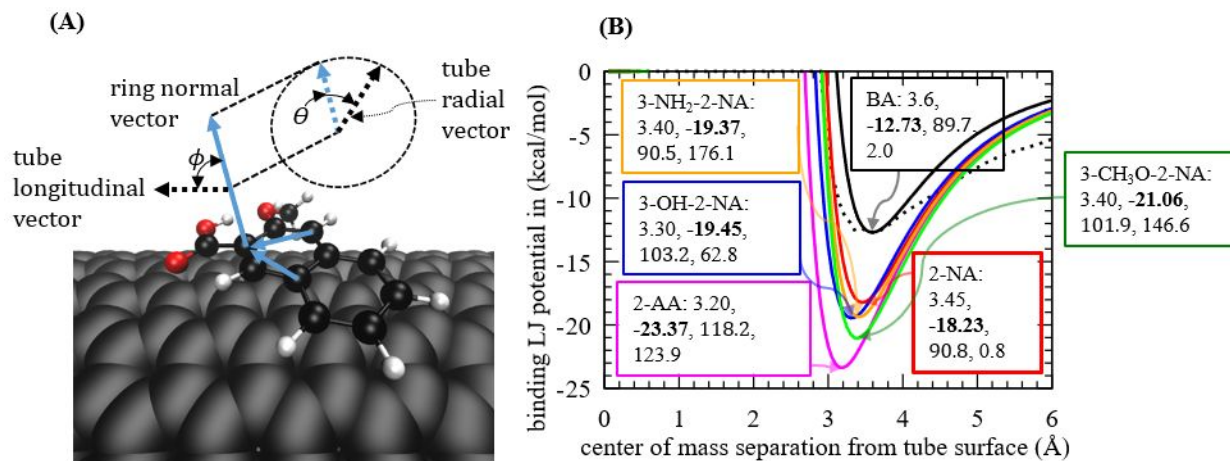 (A)
ring normal
vector
tube
radial
vector
θ
ϕ
tube
longitudinal
vector
(B)
binding LJ potential in (kcal/mol)
0
-5
-10
-15
-20
-25
3-NH₂-2-NA:
3.40, -19.37,
90.5, 176.1
BA: 3.6,
-12.73, 89.7,
2.0
3-OH-2-NA:
3.30, -19.45,
103.2, 62.8
3-CH₃O-2-NA:
3.40, -21.06,
101.9, 146.6
2-AA: 3.20,
-23.37, 118.2,
123.9
2-NA:
3.45,
-18.23,
90.8, 0.8
0 1 2 3 4 5 6
center of mass separation from tube surface (Å)